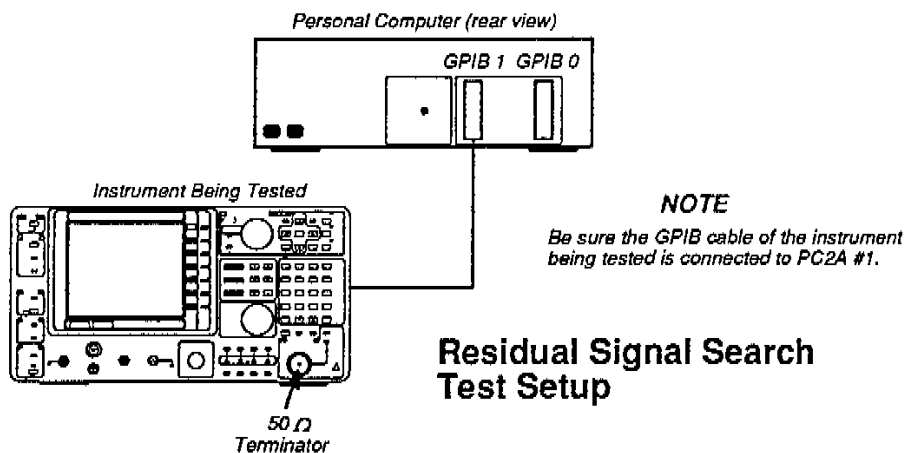 Personal Computer (rear view)
GPIB 1 GPIB 0
Instrument Being Tested
NOTE
Be sure the GPIB cable of the instrument
being tested is connected to PC2A #1.
Residual Signal Search
Test Setup
50 Ω
Terminator